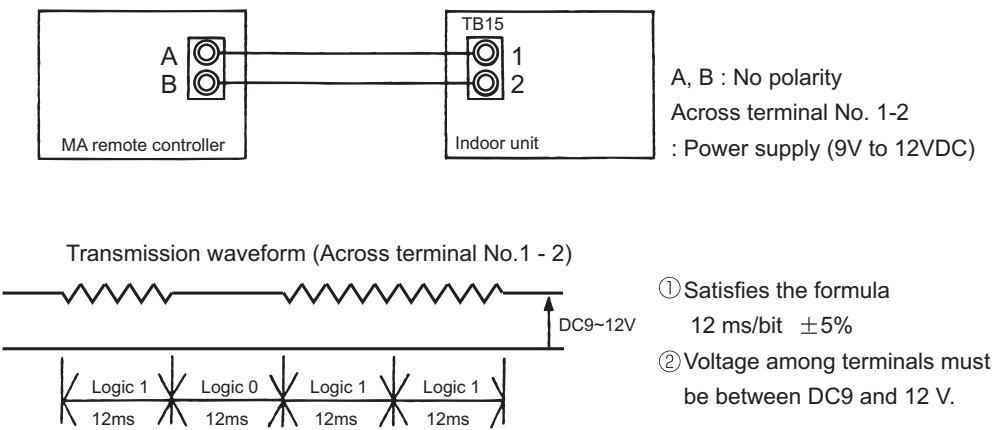 TB15
A
B
1
2
MA remote controller
Indoor unit
A, B : No polarity
Across terminal No. 1-2
: Power supply (9V to 12VDC)
Transmission waveform (Across terminal No.1 - 2)
DC9~12V
Logic 1
Logic 0
Logic 1
Logic 1
12ms
12ms
12ms
12ms
①Satisfies the formula
12 ms/bit ±5%
②Voltage among terminals must
be between DC9 and 12 V.